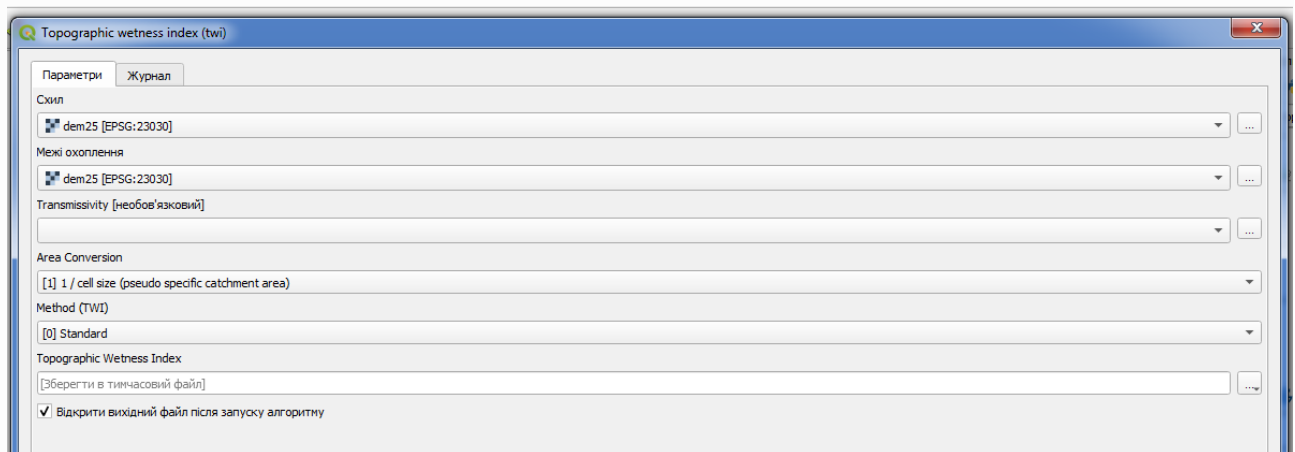 Topographic wetness index (twi)
Параметри Журнал
Схил
dem25 [EPSG:23030]
...
Межі охоплення
dem25 [EPSG:23030]
...
Transmissivity [необов'язковий]
...
Area Conversion
[1] 1 / cell size (pseudo specific catchment area)
Method (TWI)
[0] Standard
Topographic Wetness Index
[Зберегти в тимчасовий файл]
...
Відкрити вихідний файл після запуску алгоритму